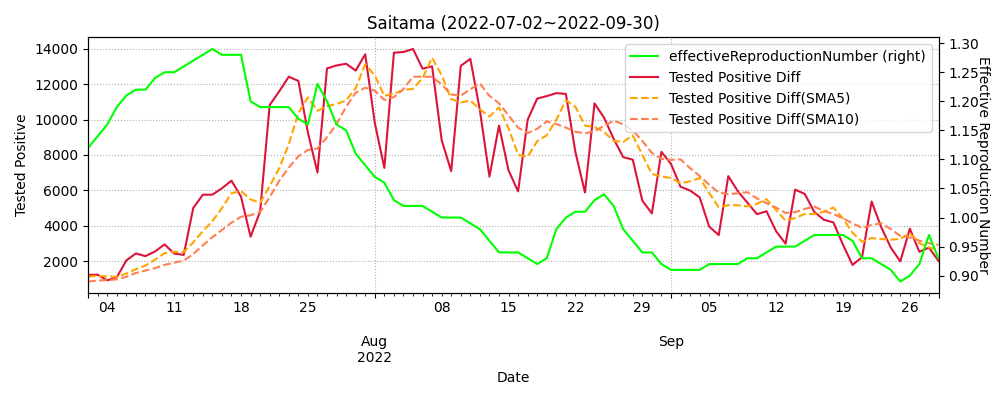 Saitama (2022-07-02~2022-09-30)
effectiveReproductionNumber (right)
Tested Positive Diff
Tested Positive Diff(SMA5)
Tested Positive Diff(SMA10)
Tested Positive
14000
12000
10000
8000
6000
4000
2000
1.30
1.25
1.20
1.15
1.10
1.05
1.00
0.95
0.90
Effective Reproduction Number
04 11 18 25 08 15 22 29 05 12 19 26
Aug Sep
2022
Date